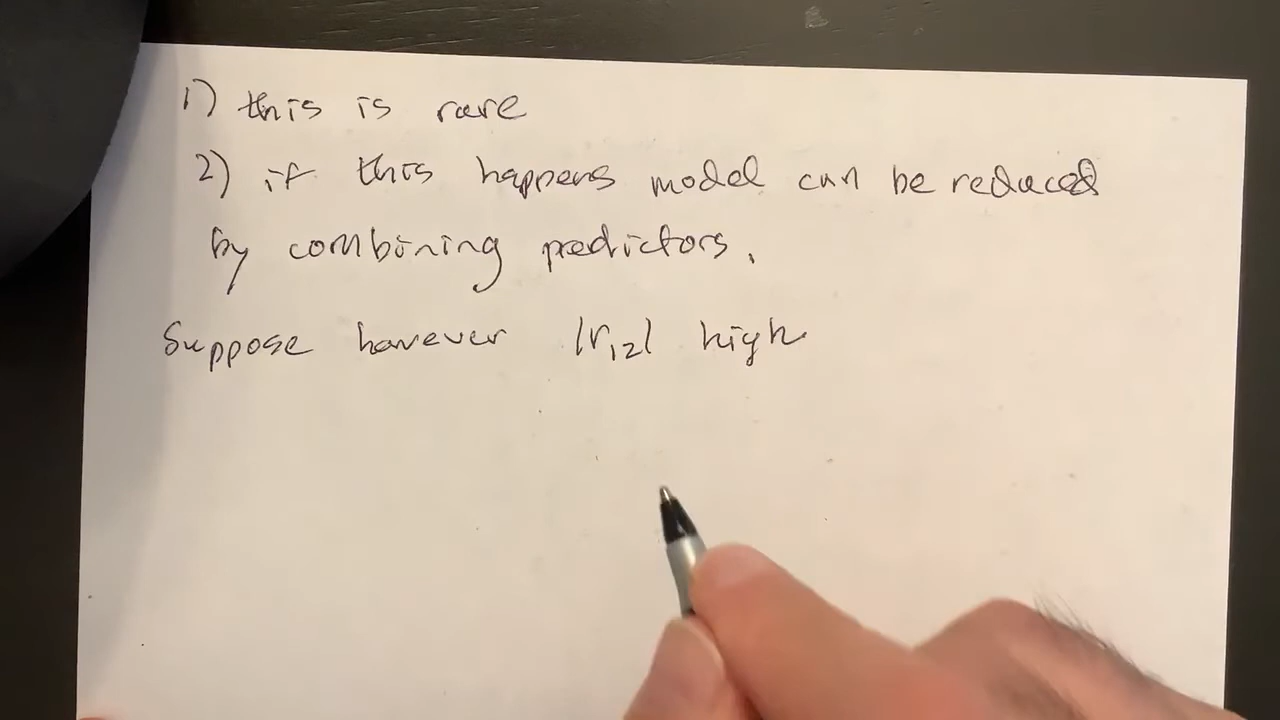 1) this is rare
2) if this happens model can be reduced
by combining predictors.
Suppose however |r₁₂| high